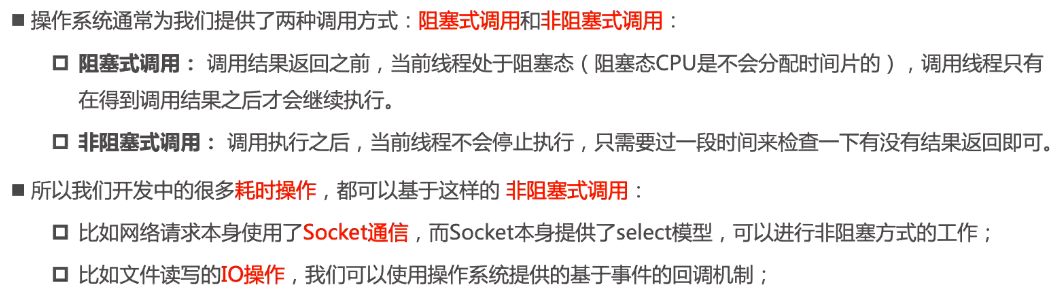 ■ 操作系统通常为我们提供了两种调用方式：阻塞式调用和非阻塞式调用：
❑ 阻塞式调用： 调用结果返回之前，当前线程处于阻塞态（阻塞态CPU是不会分配时间片的），调用线程只有
在得到调用结果之后才会继续执行。
❑ 非阻塞式调用： 调用执行之后，当前线程不会停止执行，只需要过一段时间来检查一下有没有结果返回即可。
■ 所以我们开发中的很多耗时操作，都可以基于这样的 非阻塞式调用：
❑ 比如网络请求本身使用了Socket通信，而Socket本身提供了select模型，可以进行非阻塞方式的工作；
❑ 比如文件读写的IO操作，我们可以使用操作系统提供的基于事件的回调机制；